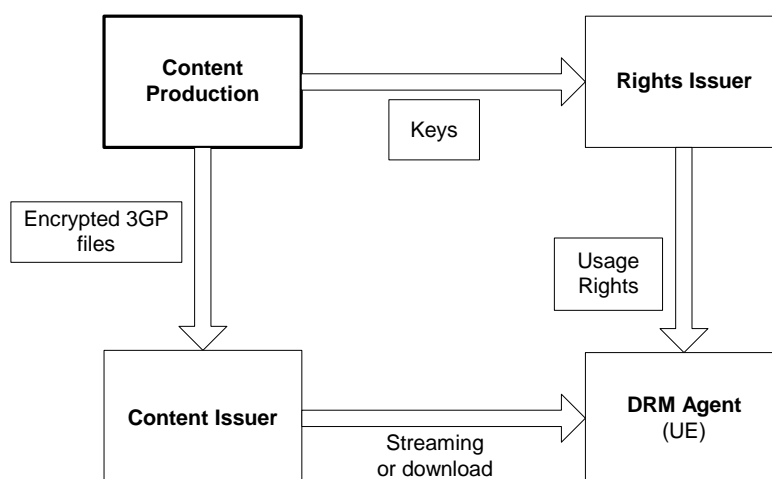 Content
Production
Rights Issuer
Keys
Encrypted 3GP
files
Usage
Rights
Content Issuer
DRM Agent
(UE)
Streaming
or download